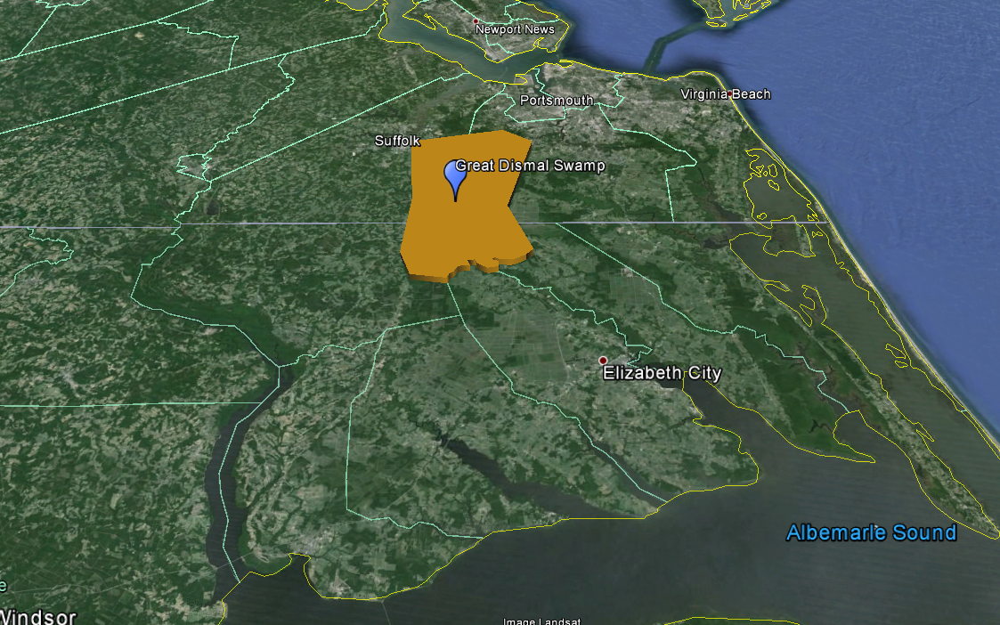 Newport News
Portsmouth
Virginia Beach
Suffolk
Great Dismal Swamp
Elizabeth City
Albemarle Sound
e
Windsor
Image Landsat